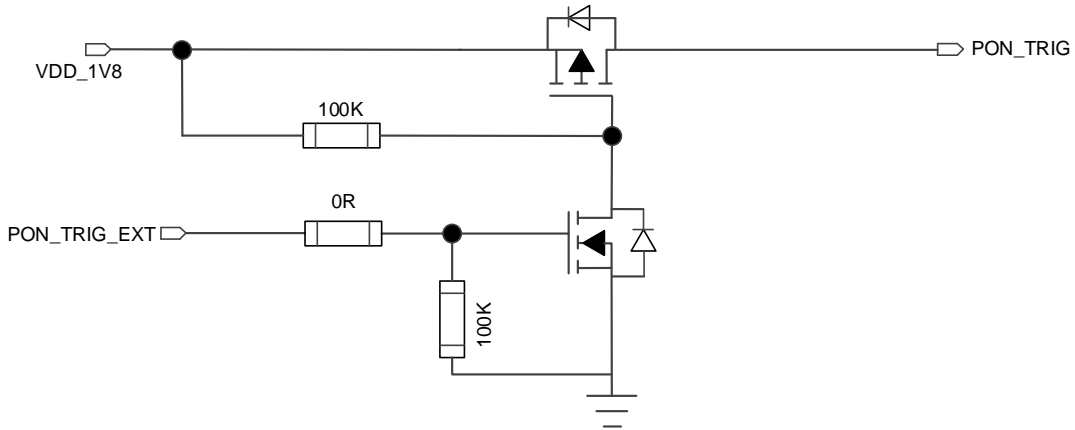 PON_TRIG
VDD_1V8
100K
0R
PON_TRIG_EXT
100K